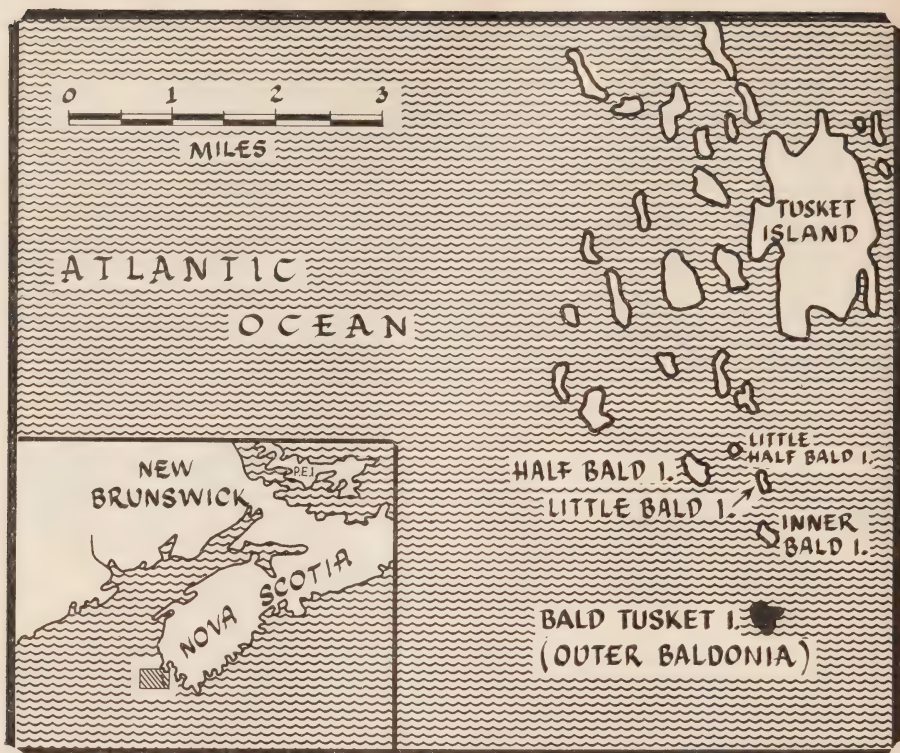 0 1 2 3
MILES
ATLANTIC
OCEAN
TUSKET
ISLAND
LITTLE
HALF BALD I.
HALF BALD I.
LITTLE BALD I.
INNER
BALD I.
BALD TUSKET I.
(OUTER BALDONIA)
NEW
BRUNSWICK
P.E.I.
NOVA SCOTIA